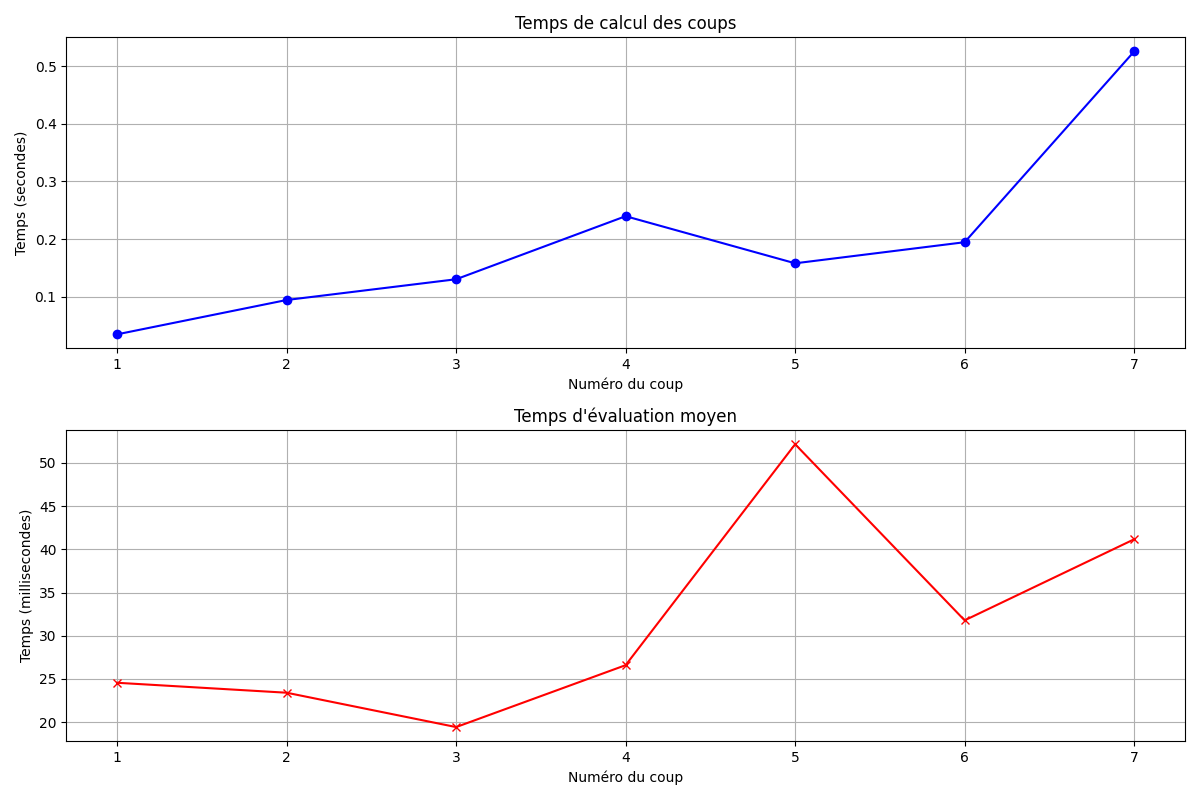 Temps de calcul des coups
0.5
0.4
0.3
0.2
0.1
Temps (secondes)
1 2 3 4 5 6 7
Numéro du coup
Temps d'évaluation moyen
50
45
40
35
30
25
20
Temps (millisecondes)
1 2 3 4 5 6 7
Numéro du coup